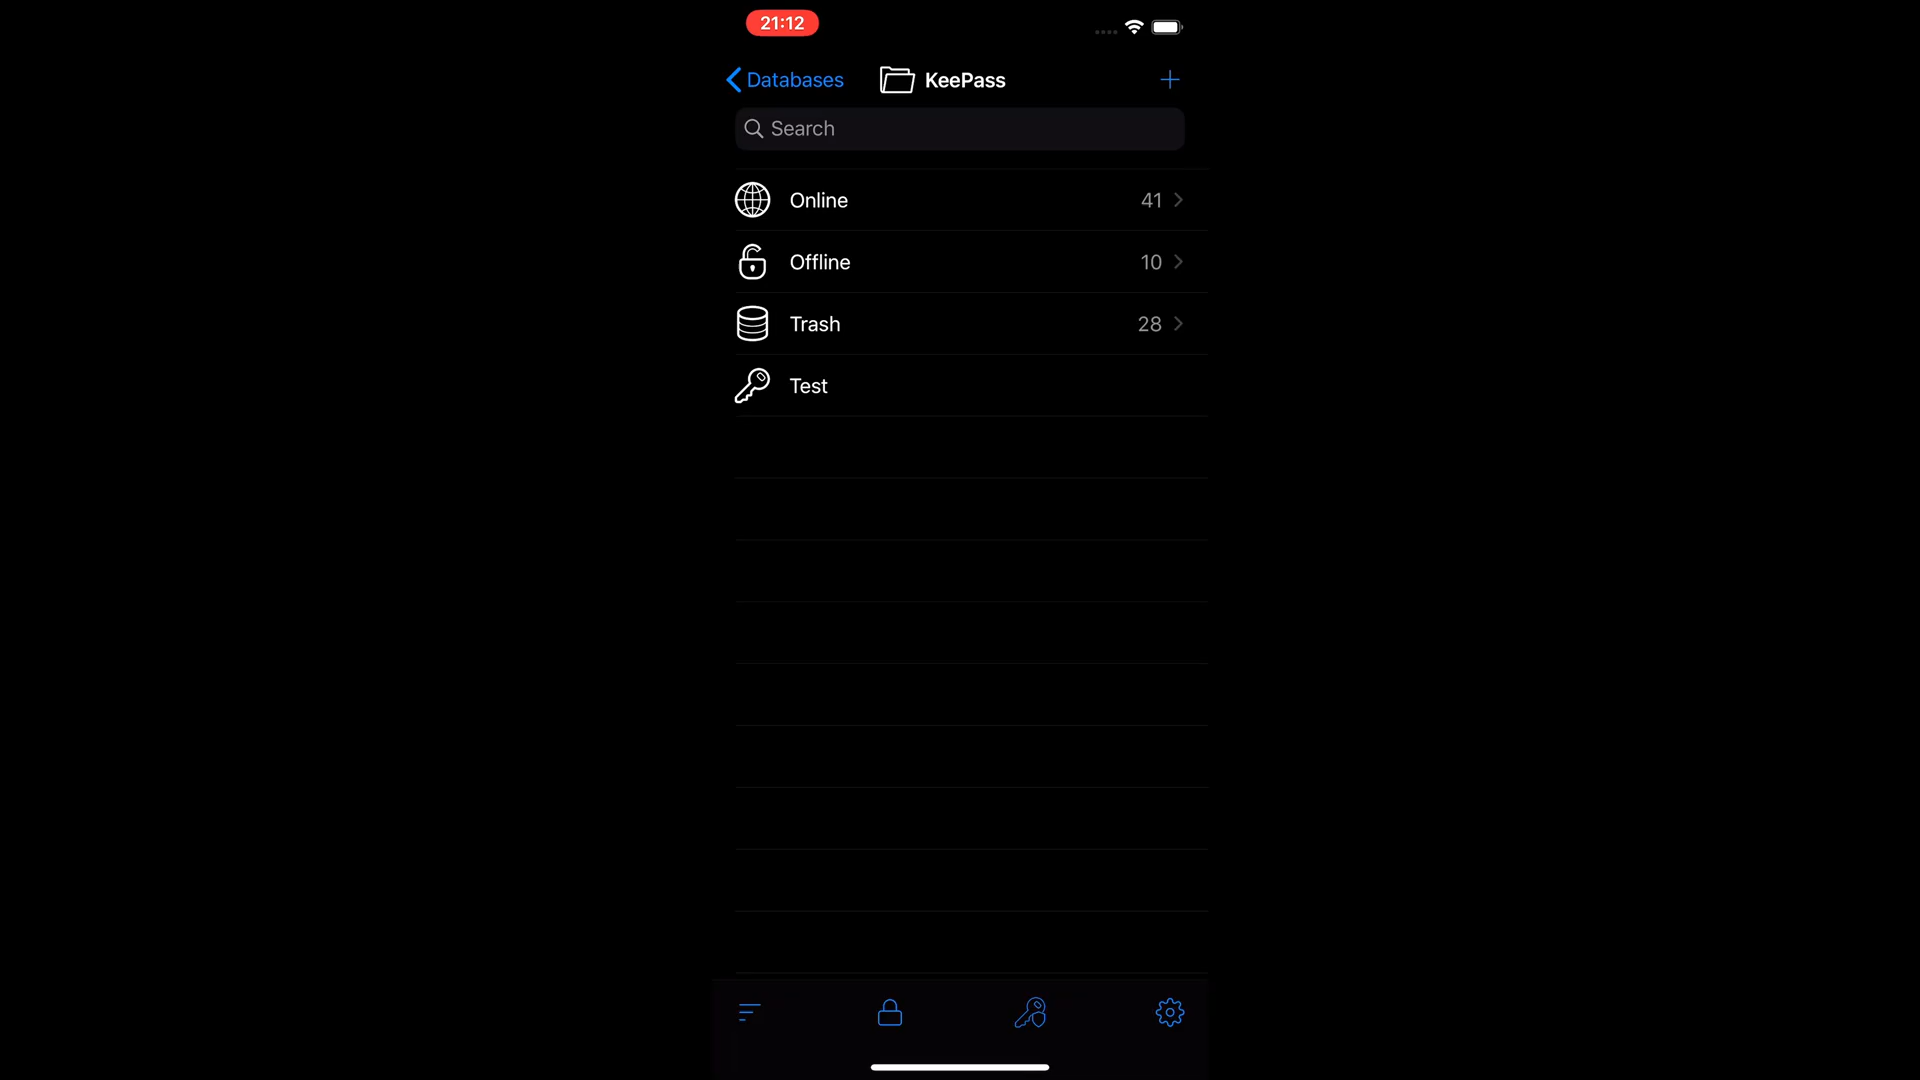 21:12
Databases
KeePass
Search
Online 41
Offline 10
Trash 28
Test